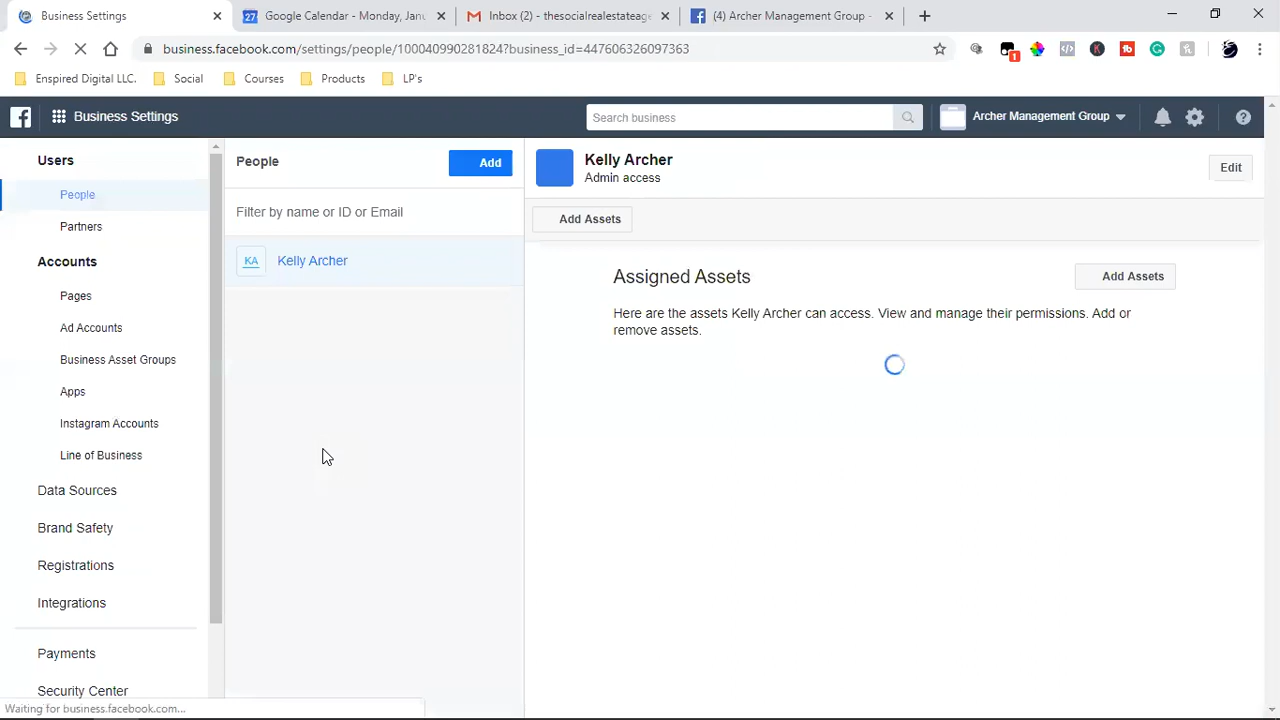 Business Settings
Google Calendar - Monday, Janu
Inbox (2) - thesocialrealestateage
(4) Archer Management Group -
business.facebook.com/settings/people/100040990281824?business_id=447606326097363
Enspired Digital LLC.
Social
Courses
Products
LP's
Business Settings
Search business
Archer Management Group
Users
People
Partners
Accounts
Pages
Ad Accounts
Business Asset Groups
Apps
Instagram Accounts
Line of Business
Data Sources
Brand Safety
Registrations
Integrations
Payments
Security Center
People
Add
Filter by name or ID or Email
KA
Kelly Archer
Kelly Archer
Admin access
Edit
Add Assets
Assigned Assets
Add Assets
Here are the assets Kelly Archer can access. View and manage their permissions. Add or
remove assets.
Waiting for business.facebook.com...